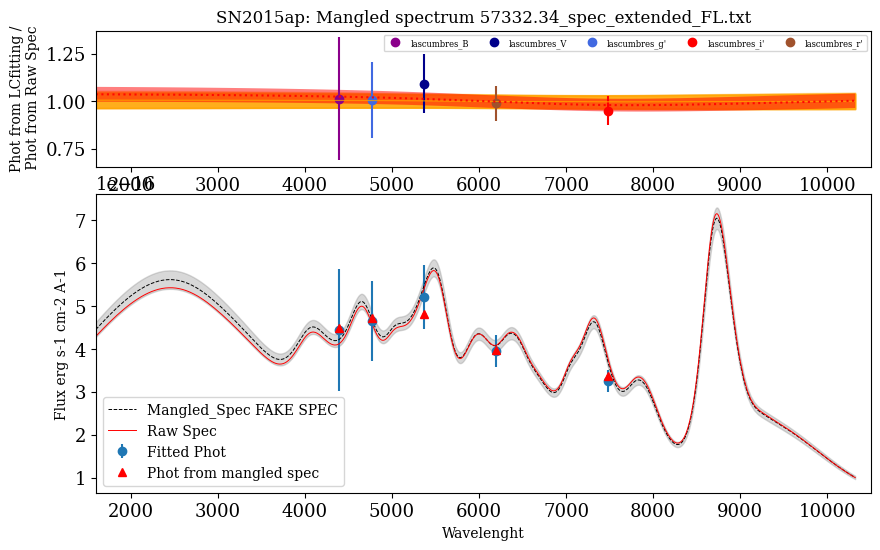 SN2015ap: Mangled spectrum 57332.34_spec_extended_FL.txt
Phot from LCfitting /
Phot from Raw Spec
1.25
1.00
0.75
lascumbres_B lascumbres_V lascumbres_g' lascumbres_i' lascumbres_r'
2000 3000 4000 5000 6000 7000 8000 9000 10000
1e−16
Flux erg s-1 cm-2 A-1
7
6
5
4
3
2
1
Mangled_Spec FAKE SPEC
Raw Spec
Fitted Phot
Phot from mangled spec
2000 3000 4000 5000 6000 7000 8000 9000 10000
Wavelenght